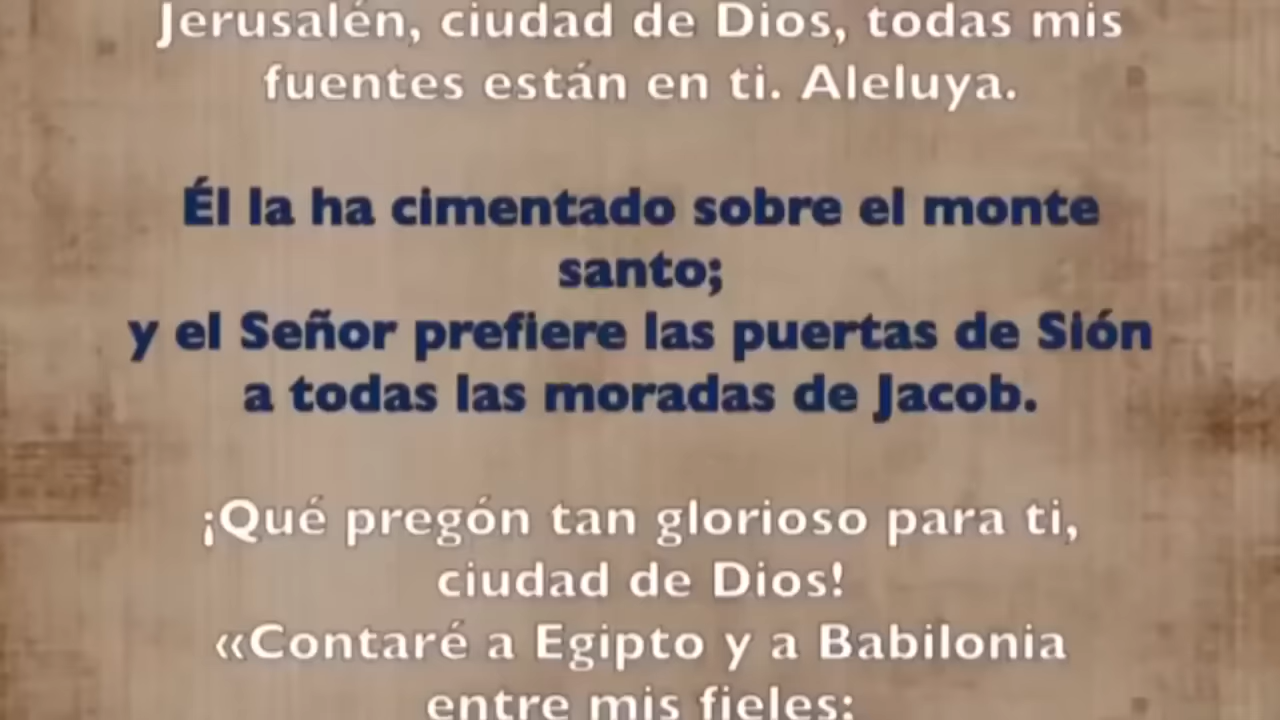 Jerusalén, ciudad de Dios, todas mis
fuentes están en ti. Aleluya.
Él la ha cimentado sobre el monte
santo;
y el Señor prefiere las puertas de Sión
a todas las moradas de Jacob.
¡Qué pregón tan glorioso para ti,
ciudad de Dios!
«Contaré a Egipto y a Babilonia
entre mis fieles;